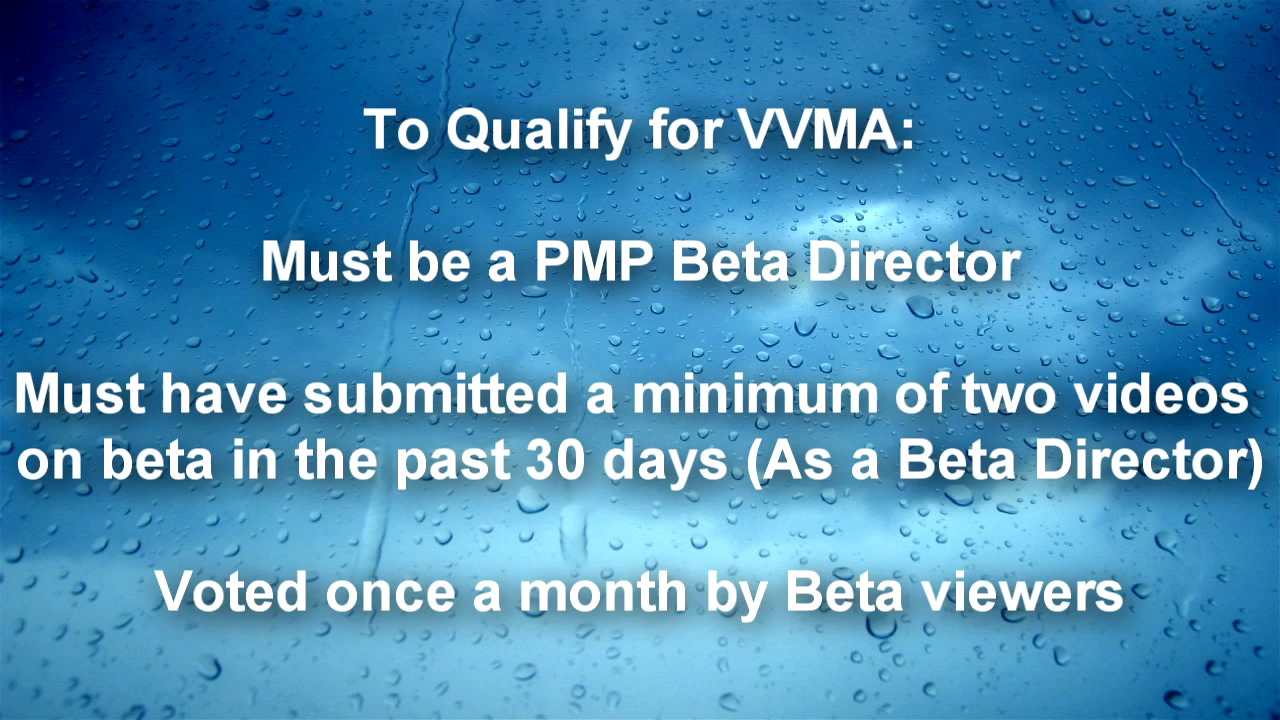 To Qualify for VVMA:
Must be a PMP Beta Director
Must have submitted a minimum of two videos
on beta in the past 30 days (As a Beta Director)
Voted once a month by Beta viewers